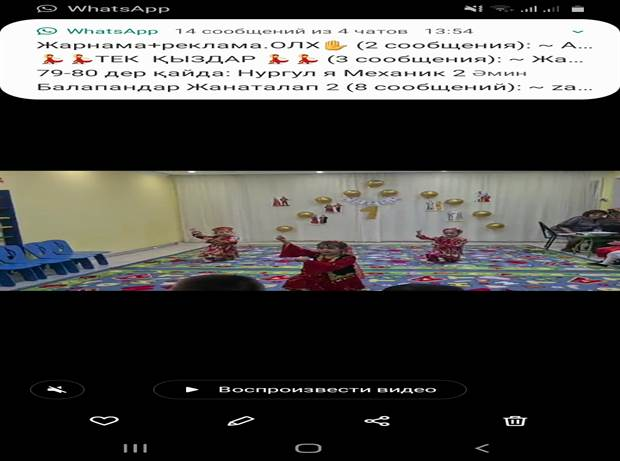 WhatsApp
WhatsApp 14 сообщений из 4 чатов 13:54
Жарнама+реклама.ОЛХ✋ (2 сообщения): ~ А...
💃💃ТЕК ҚЫЗДАР 💃💃 (3 сообщения): ~ Жа...
79-80 дер қайда: Нургул я Механик 2 Әмин
Балапандар Жанаталап 2 (8 сообщений): ~ za...
1
Воспроизвести видео